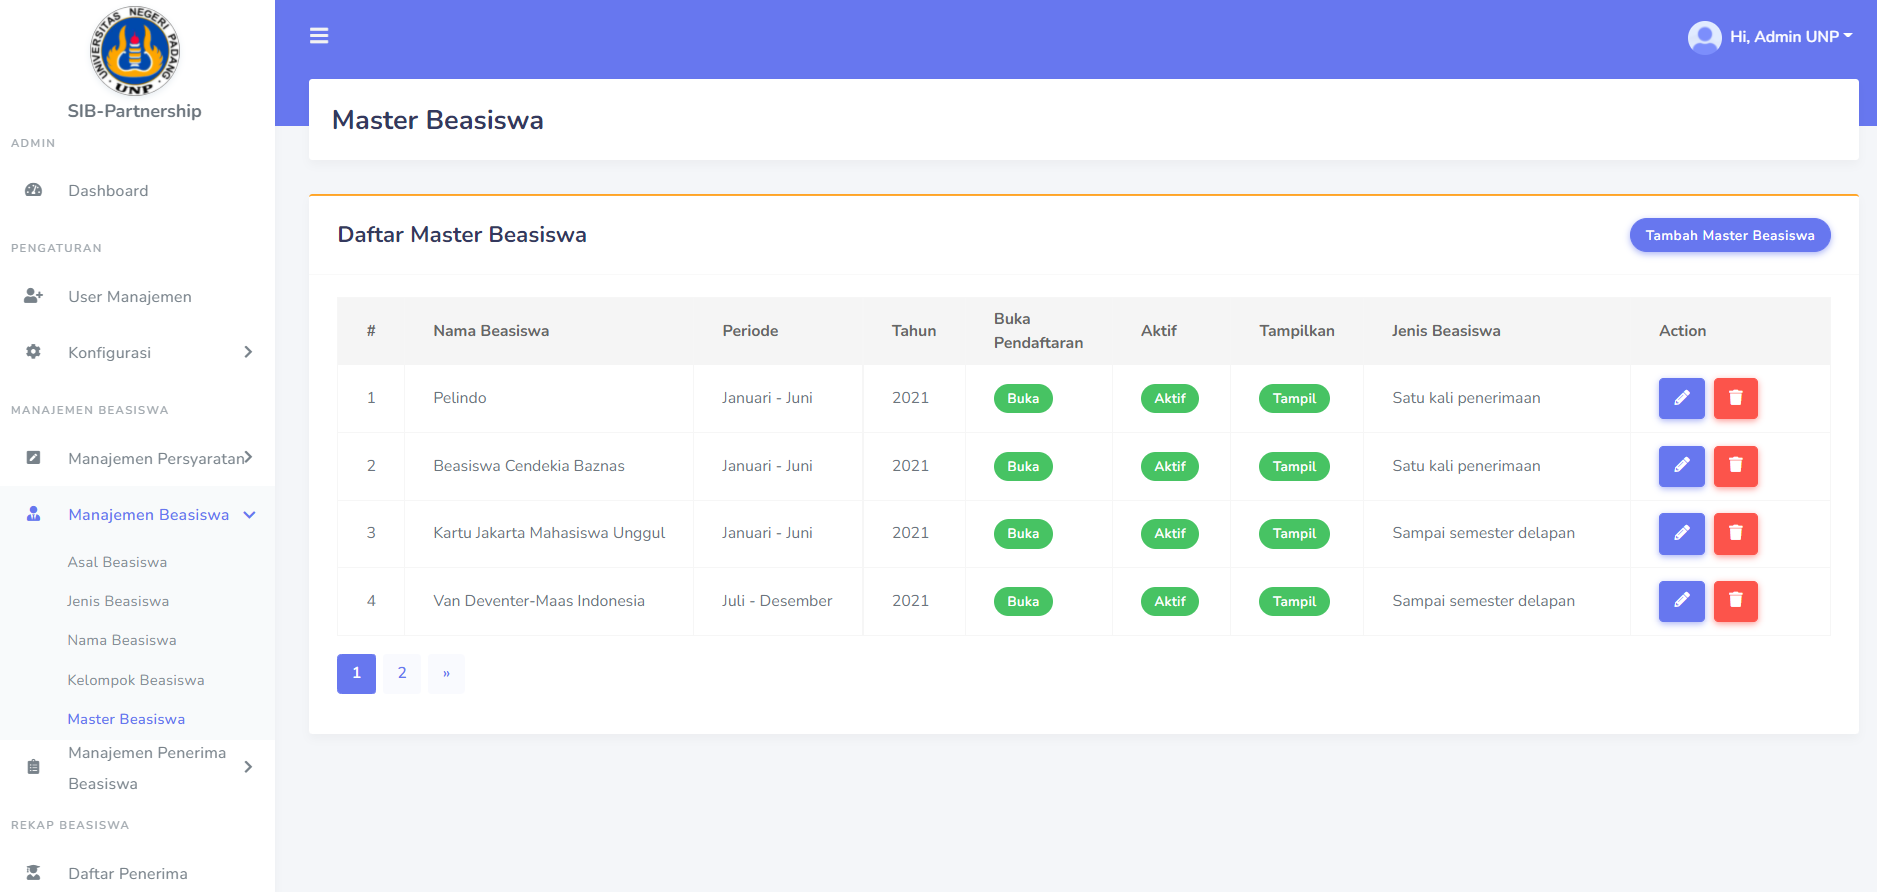 UNIVERSITAS NEGERI PADANG
UNP
SIB-Partnership
ADMIN
Dashboard
PENGATURAN
User Manajemen
Konfigurasi
MANAJEMEN BEASISWA
Manajemen Persyaratan
Manajemen Beasiswa
Asal Beasiswa
Jenis Beasiswa
Nama Beasiswa
Kelompok Beasiswa
Master Beasiswa
Manajemen Penerima
Beasiswa
REKAP BEASISWA
Daftar Penerima
Hi, Admin UNP
Master Beasiswa
Daftar Master Beasiswa
Tambah Master Beasiswa
# Nama Beasiswa Periode Tahun Buka Pendaftaran Aktif Tampilkan Jenis Beasiswa Action
1 Pelindo Januari - Juni 2021 Buka Aktif Tampil Satu kali penerimaan
2 Beasiswa Cendekia Baznas Januari - Juni 2021 Buka Aktif Tampil Satu kali penerimaan
3 Kartu Jakarta Mahasiswa Unggul Januari - Juni 2021 Buka Aktif Tampil Sampai semester delapan
4 Van Deventer-Maas Indonesia Juli - Desember 2021 Buka Aktif Tampil Sampai semester delapan
1 2 »